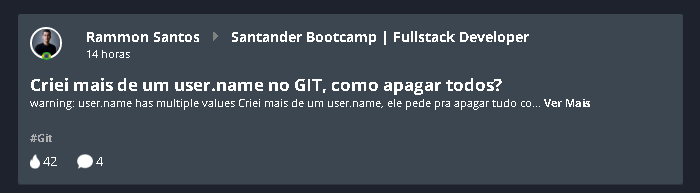 Rammon Santos Santander Bootcamp | Fullstack Developer
14 horas
Criei mais de um user.name no GIT, como apagar todos?
warning: user.name has multiple values Criei mais de um user.name, ele pede pra apagar tudo co... Ver Mais
#Git
42 4